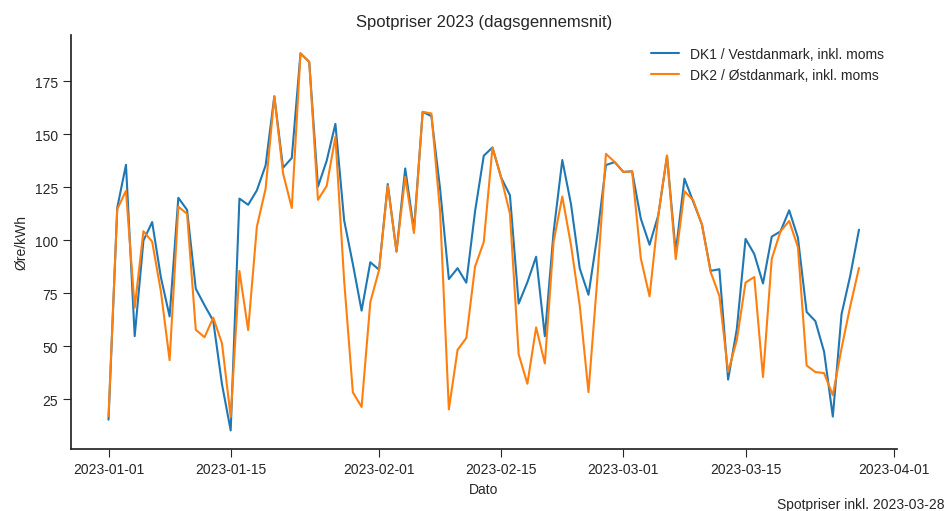 Spotpriser 2023 (dagsgennemsnit)
DK1 / Vestdanmark, inkl. moms
DK2 / Østdanmark, inkl. moms
Øre/kWh
175
150
125
100
75
50
25
2023-01-01
2023-01-15
2023-02-01
2023-02-15
2023-03-01
2023-03-15
2023-04-01
Dato
Spotpriser inkl. 2023-03-28